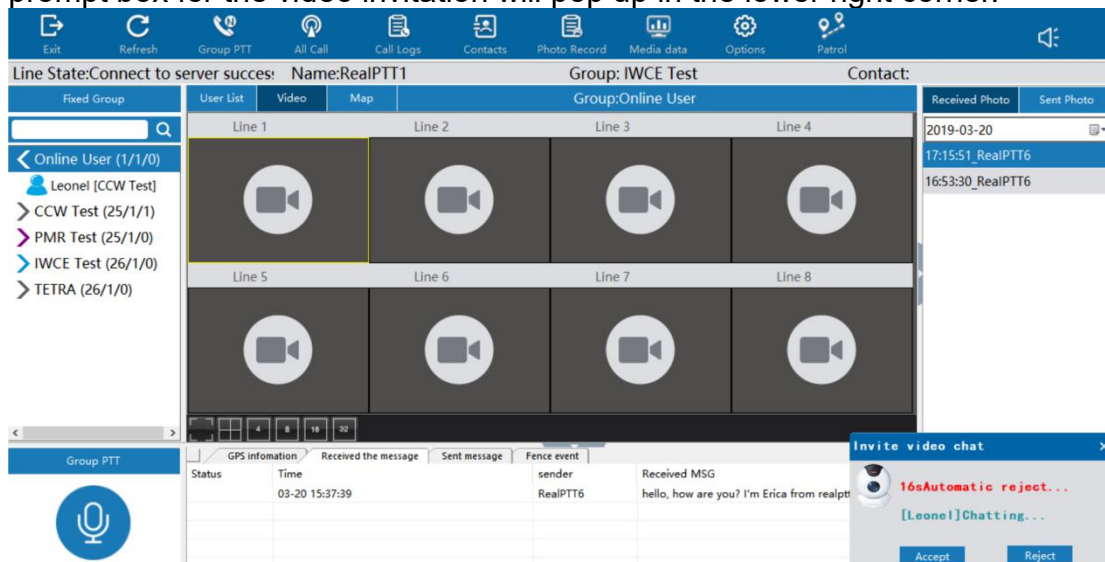 prompt box for the video invitation will pop up in the lower right corner.
Exit Refresh Group PTT All Call Call Logs Contacts Photo Record Media data Options Patrol
Line State:Connect to server success Name:RealPTT1 Group: IWCE Test Contact:
Fixed Group
User List Video Map Group:Online User
Received Photo Sent Photo
Line 1 Line 2 Line 3 Line 4
2019-03-20
Online User (1/1/0)
17:15:51_RealPTT6
Leonel [CCW Test]
16:53:30_RealPTT6
CCW Test (25/1/1)
PMR Test (25/1/0)
IWCE Test (26/1/0)
Line 5 Line 6 Line 7 Line 8
TETRA (26/1/0)
4 8 16 32
Group PTT
GPS infomation Received the message Sent message Fence event
Status Time sender Received MSG
03-20 15:37:39 RealPTT6 hello, how are you? I'm Erica from realptt
Invite video chat
16sAutomatic reject...
[Leonel]Chatting...
Accept Reject